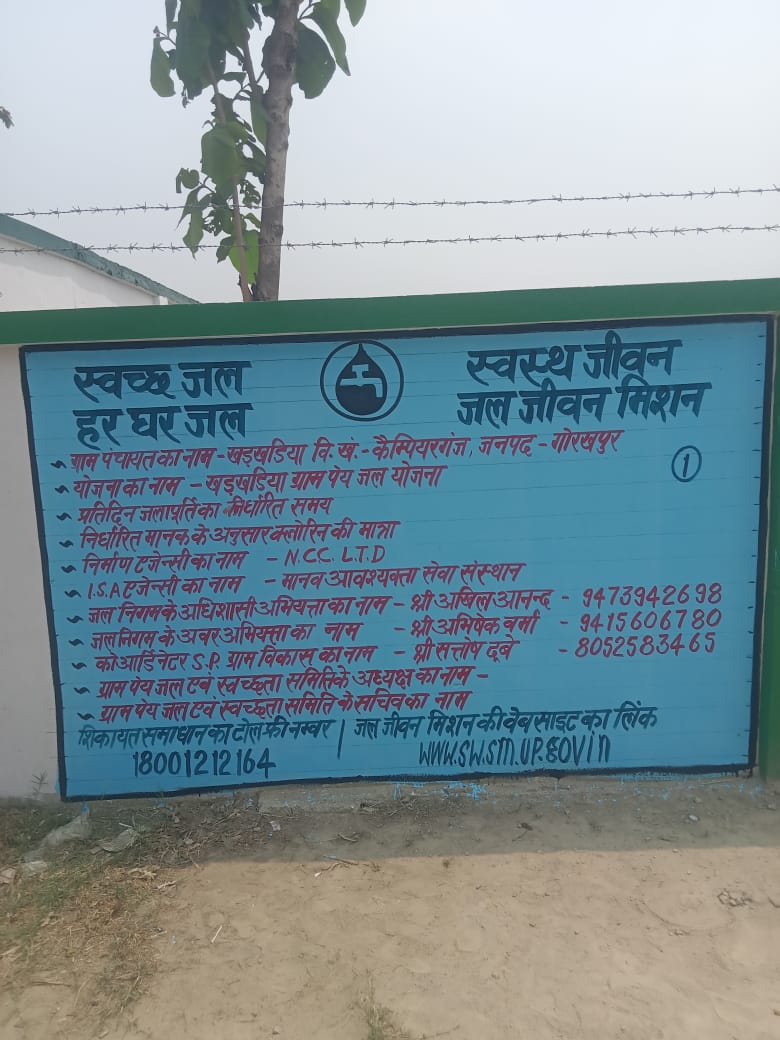 स्वच्छ जल
हर घर जल
स्वस्थ जीवन
जल जीवन मिशन
1
ग्राम पंचायत का नाम - खड़खडिया वि. खं. - कैम्पियरगंज, जनपद - गोरखपुर
योजना का नाम - खड़खडिया ग्राम पेय जल योजना
प्रतिदिन जलापूर्ति का निर्धारित समय
निर्धारित मानक के अनुसार क्लोरिन की मात्रा
निर्माण एजेन्सी का नाम - N.C.C. L.T.D
I.S.A एजेन्सी का नाम - मानव आवश्यक्ता सेवा संस्थान
जल निगम के अधिशासी अभियन्ता का नाम - श्री अखिल आनन्द - 9473942698
जल निगम के अवर अभियन्ता का नाम - श्री अभिषेक वर्मा - 9415606780
कोआर्डिनेटर S.P. ग्राम विकास का नाम - श्री सन्तोष दूबे - 8052583465
ग्राम पेय जल एवं स्वच्छता समिति के अध्यक्ष का नाम -
ग्राम पेय जल एवं स्वच्छता समिति के सचिव का नाम
शिकायत समाधान का टोल फ्री नम्बर | जल जीवन मिशन की वेब साइट का लिंक
18001212164 WWW.SWSM.UP.GOV.in